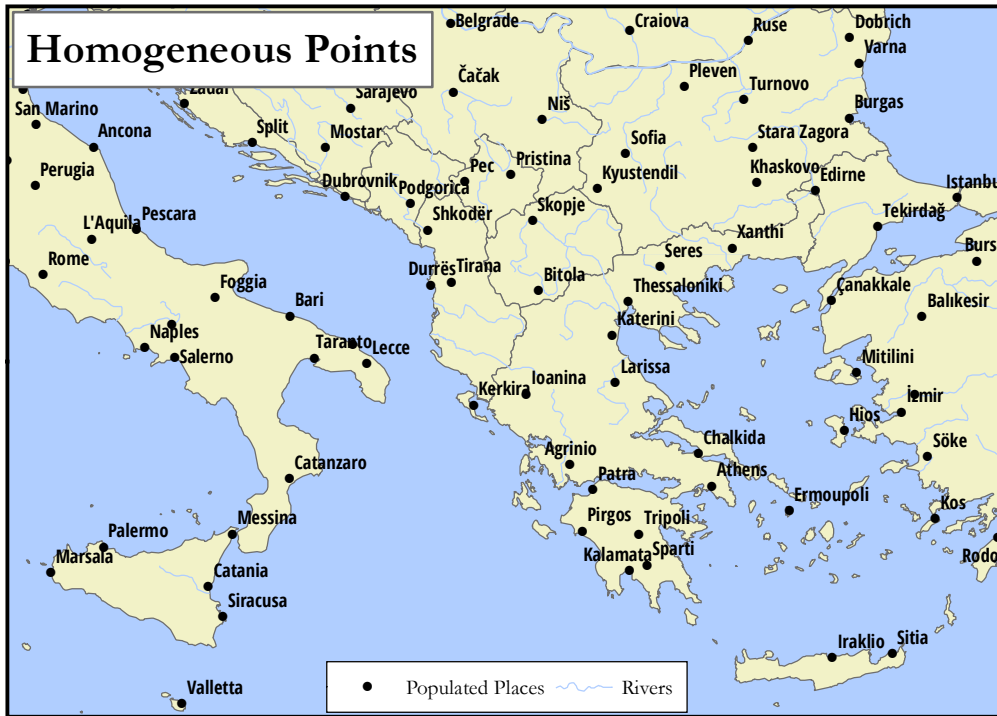 Homogeneous Points
Belgrade
Craiova
Ruse
Dobrich
Varna
Čačak
Pleven
Turnovo
Zadar
Sarajevo
San Marino
Ancona
Split
Mostar
Niš
Sofia
Stara Zagora
Burgas
Perugia
Dubrovnik
Podgorica
Pec
Pristina
Kyustendil
Khaskovo
Edirne
Istanbu
L'Aquila
Pescara
Shkodër
Skopje
Xanthi
Tekirdağ
Rome
Foggia
Durrës
Tirana
Bitola
Seres
Thessaloniki
Çanakkale
Burs
Balıkesir
Bari
Naples
Salerno
Taranto
Lecce
Katerini
Larissa
Mitilini
Kerkira
Ioanina
İzmir
Hios
Catanzaro
Agrinio
Chalkida
Söke
Patra
Athens
Ermoupoli
Kos
Messina
Palermo
Pirgos
Tripoli
Marsala
Catania
Kalamata
Sparti
Rodo
Siracusa
Iraklio
Sitia
Valletta
Populated Places
Rivers